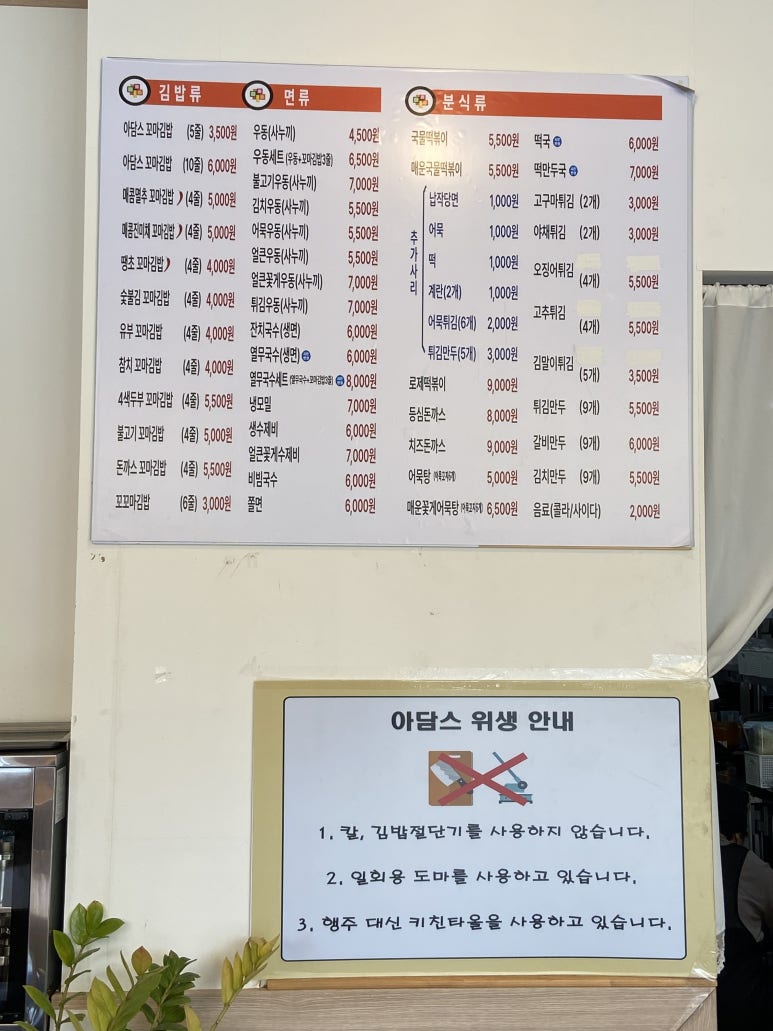 김밥류
아담스 꼬마김밥 (5줄) 3,500원
아담스 꼬마김밥 (10줄) 6,000원
매콤멸추 꼬마김밥 (4줄) 5,000원
매콤진미채 꼬마김밥 (4줄) 5,000원
땡초 꼬마김밥 (4줄) 4,000원
숯불김 꼬마김밥 (4줄) 4,000원
유부 꼬마김밥 (4줄) 4,000원
참치 꼬마김밥 (4줄) 4,000원
4색두부 꼬마김밥 (4줄) 5,500원
불고기 꼬마김밥 (4줄) 5,000원
돈까스 꼬마김밥 (4줄) 5,500원
꼬꼬마김밥 (6줄) 3,000원
면류
우동(사누끼) 4,500원
우동세트 (우동+꼬마김밥3줄) 6,500원
불고기우동(사누끼) 7,000원
김치우동(사누끼) 5,500원
어묵우동(사누끼) 5,500원
얼큰우동(사누끼) 5,500원
얼큰꽃게우동(사누끼) 7,000원
튀김우동(사누끼) 7,000원
잔치국수(생면) 6,000원
열무국수(생면) 6,000원
열무국수세트 (열무국수+꼬마김밥3줄) 8,000원
냉모밀 7,000원
생수제비 6,000원
얼큰꽃게수제비 7,000원
비빔국수 6,000원
쫄면 6,000원
분식류
국물떡볶이 5,500원
매운국물떡볶이 5,500원
추가사리
납작당면 1,000원
어묵 1,000원
떡 1,000원
계란(2개) 1,000원
어묵튀김(6개) 2,000원
튀김만두(5개) 3,000원
로제떡볶이 9,000원
등심돈까스 8,000원
치즈돈까스 9,000원
어묵탕 5,000원
매운꽃게어묵탕 6,500원
떡국 6,000원
떡만두국 7,000원
고구마튀김 (2개) 3,000원
야채튀김 (2개) 3,000원
오징어튀김 (4개) 5,500원
고추튀김 (4개) 5,500원
김말이튀김 (5개) 3,500원
튀김만두 (9개) 5,500원
갈비만두 (9개) 6,000원
김치만두 (9개) 5,500원
음료(콜라/사이다) 2,000원
아담스 위생 안내
1. 칼, 김밥절단기를 사용하지 않습니다.
2. 일회용 도마를 사용하고 있습니다.
3. 행주 대신 키친타올을 사용하고 있습니다.